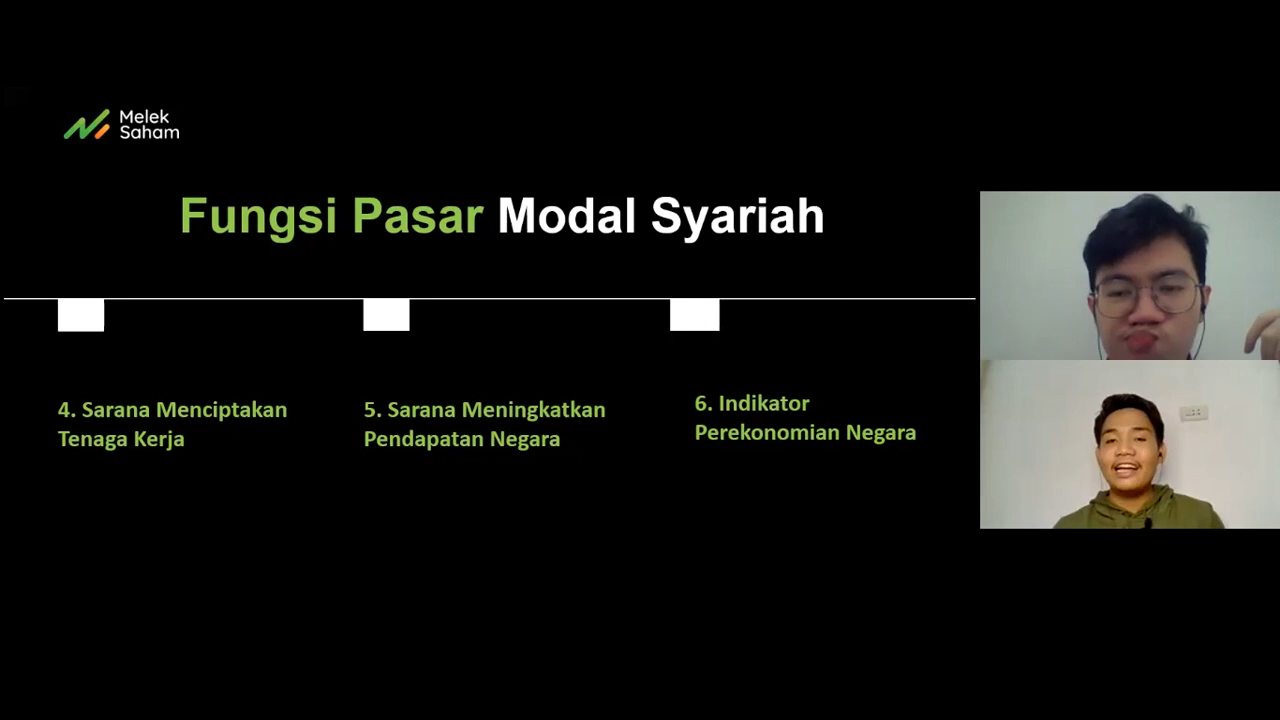 Melek
Saham
Fungsi Pasar Modal Syariah
4. Sarana Menciptakan
Tenaga Kerja
5. Sarana Meningkatkan
Pendapatan Negara
6. Indikator
Perekonomian Negara